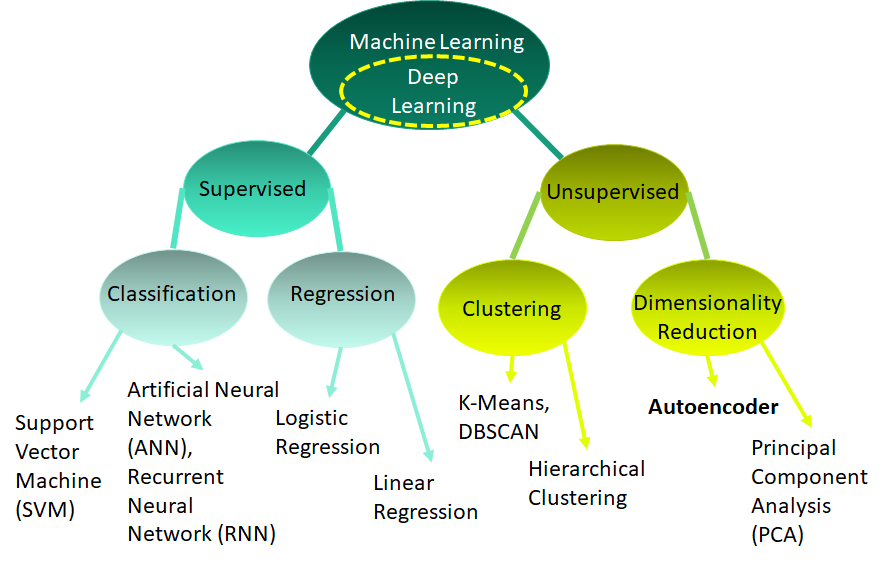 Machine Learning
Deep
Learning
Supervised
Unsupervised
Classification
Regression
Clustering
Dimensionality
Reduction
Support
Vector
Machine
(SVM)
Artificial Neural
Network
(ANN),
Recurrent
Neural
Network (RNN)
Logistic
Regression
Linear
Regression
K-Means,
DBSCAN
Hierarchical
Clustering
Autoencoder
Principal
Component
Analysis
(PCA)